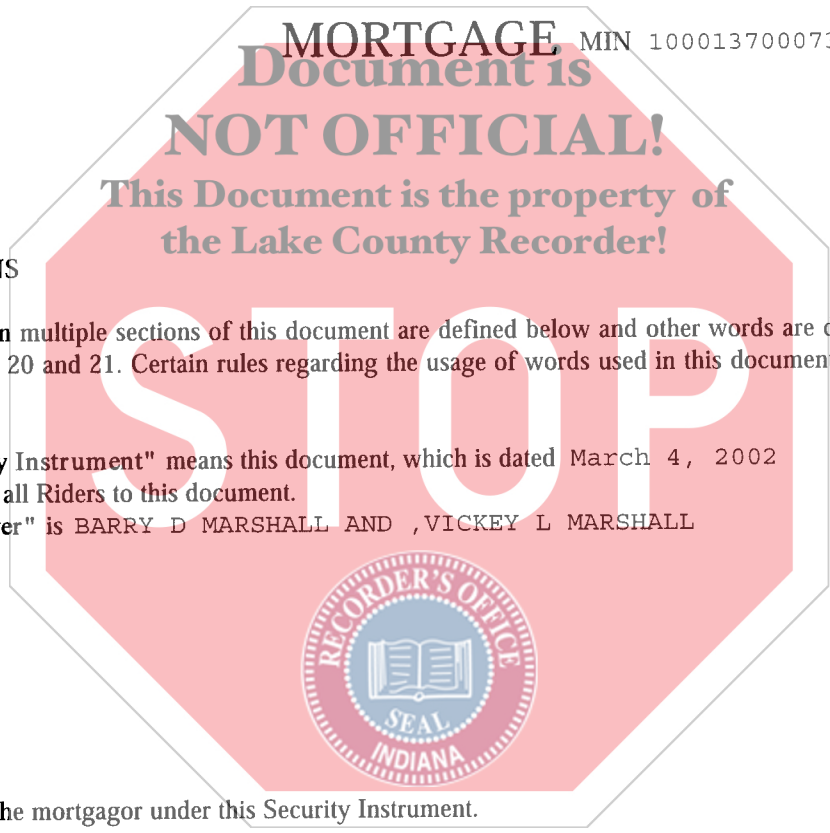 MORTGAGE MIN 10001370007
Document is
NOT OFFICIAL!
This Document is the property of
the Lake County Recorder!
NS
n multiple sections of this document are defined below and other words are
20 and 21. Certain rules regarding the usage of words used in this documen
STOP
y Instrument" means this document, which is dated March 4, 2002
all Riders to this document.
er" is BARRY D MARSHALL AND ,VICKEY L MARSHALL
RECORDER'S OFFICE
SEAL
INDIANA
he mortgagor under this Security Instrument.